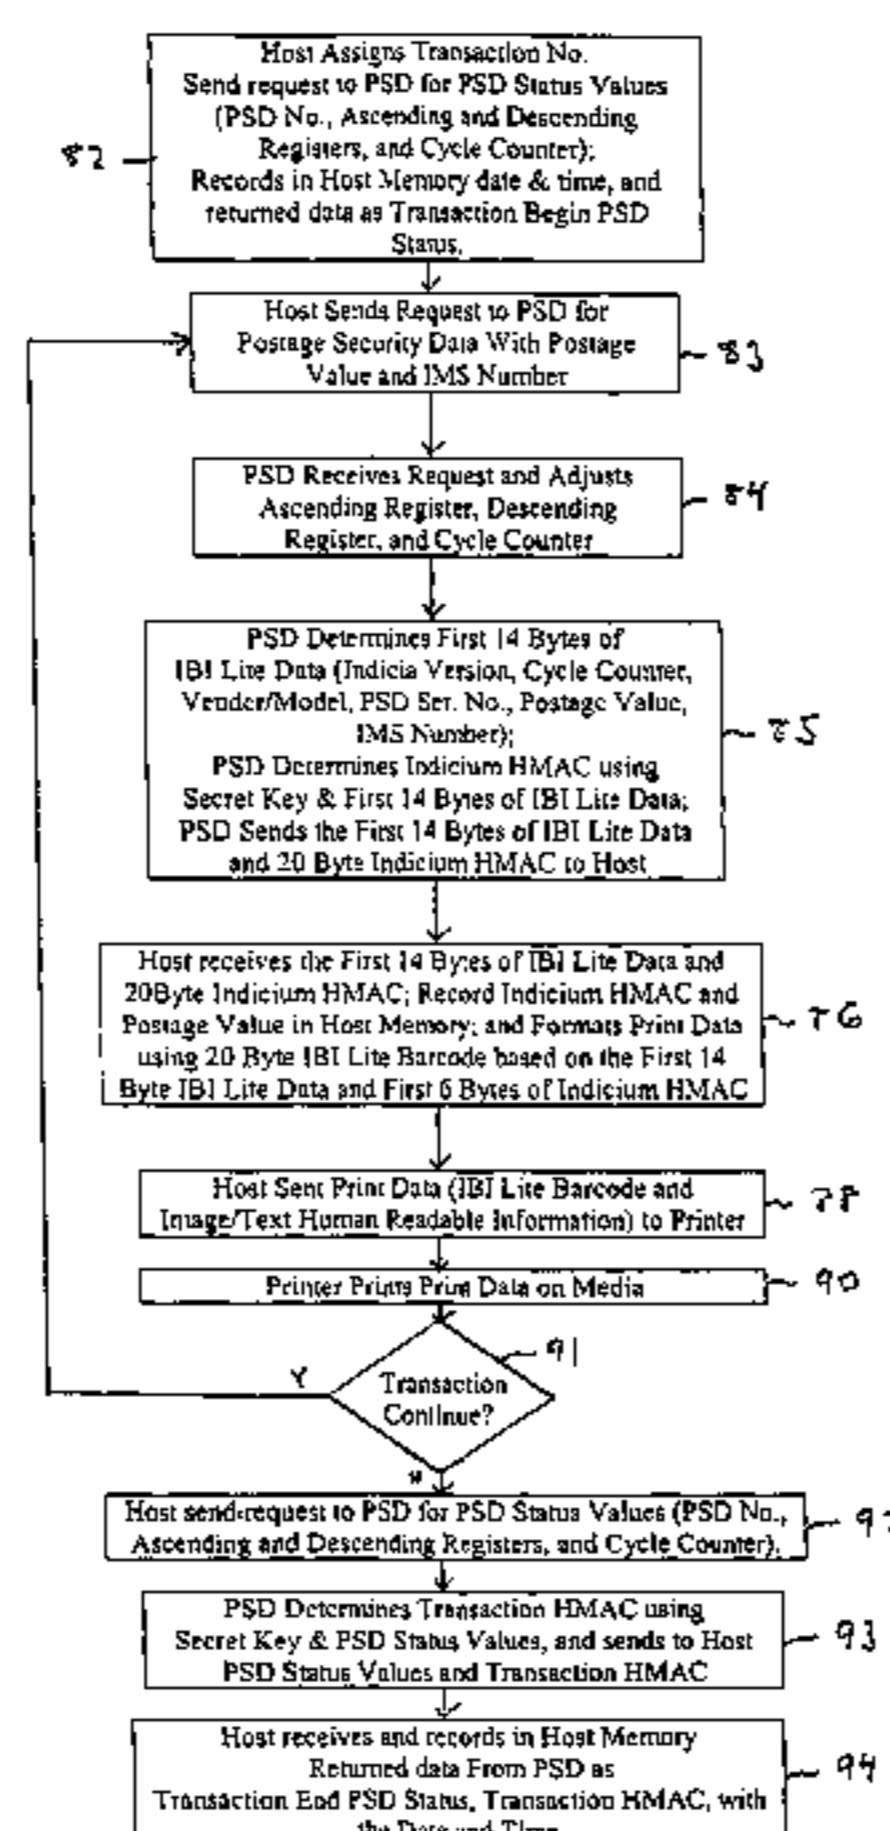 Host Assigns Transaction No.
Send request to PSD for PSD Status Values
(PSD No., Ascending and Descending
Registers, and Cycle Counter);
Records in Host Memory date & time, and
returned data as Transaction Begin PSD
Status.
82
Host Sends Request to PSD for
Postage Security Data With Postage
Value and IMS Number
83
PSD Receives Request and Adjusts
Ascending Register, Descending
Register, and Cycle Counter
84
PSD Determines First 14 Bytes of
IBI Lite Data (Indicia Version, Cycle Counter,
Vender/Model, PSD Ser. No., Postage Value,
IMS Number);
PSD Determines Indicium HMAC using
Secret Key & First 14 Bytes of IBI Lite Data;
PSD Sends the First 14 Bytes of IBI Lite Data
and 20 Byte Indicium HMAC to Host
85
Host receives the First 14 Bytes of IBI Lite Data and
20Byte Indicium HMAC; Record Indicium HMAC and
Postage Value in Host Memory; and Formats Print Data
using 20 Byte IBI Lite Barcode based on the First 14
Byte IBI Lite Data and First 6 Bytes of Indicium HMAC
86
Host Sent Print Data (IBI Lite Barcode and
Image/Text Human Readable Information) to Printer
88
Printer Prints Print Data on Media
90
91
Transaction
Continue?
Y
N
Host send request to PSD for PSD Status Values (PSD No.,
Ascending and Descending Registers, and Cycle Counter).
PSD Determines Transaction HMAC using
Secret Key & PSD Status Values, and sends to Host
PSD Status Values and Transaction HMAC
93
Host receives and records in Host Memory
Returned data From PSD as
Transaction End PSD Status, Transaction HMAC, with
the Date and Time
94